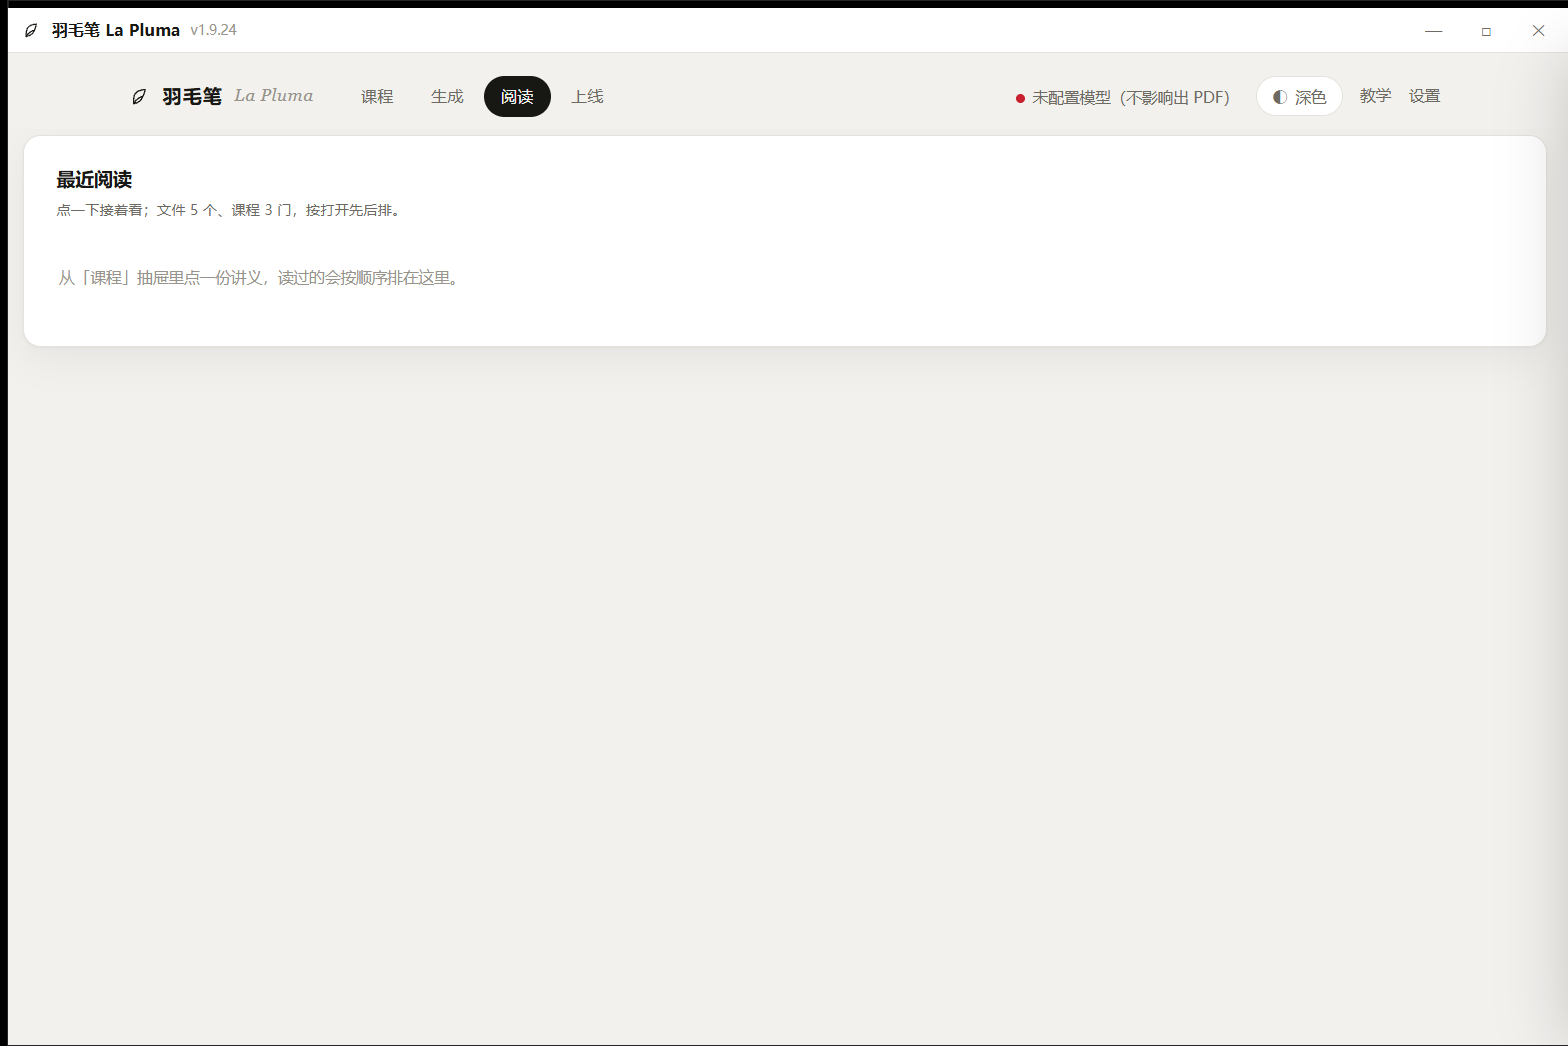 羽毛笔 La Pluma v1.9.24
羽毛笔 La Pluma 课程 生成 阅读 上线 未配置模型（不影响出 PDF） 深色 教学 设置
最近阅读
点一下接着看；文件 5 个、课程 3 门，按打开先后排。
从「课程」抽屉里点一份讲义，读过的会按顺序排在这里。